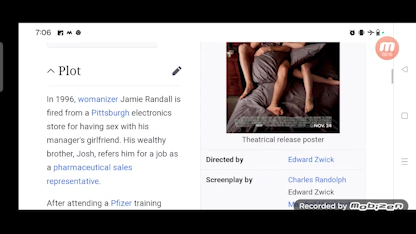 7:06
Plot
In 1996, womanizer Jamie Randall is
fired from a Pittsburgh electronics
store for having sex with his
manager's girlfriend. His wealthy
brother, Josh, refers him for a job as
a pharmaceutical sales
representative.
After attending a Pfizer training
NOV. 24
Theatrical release poster
Directed by Edward Zwick
Screenplay by Charles Randolph
Edward Zwick
Recorded by Mobizen